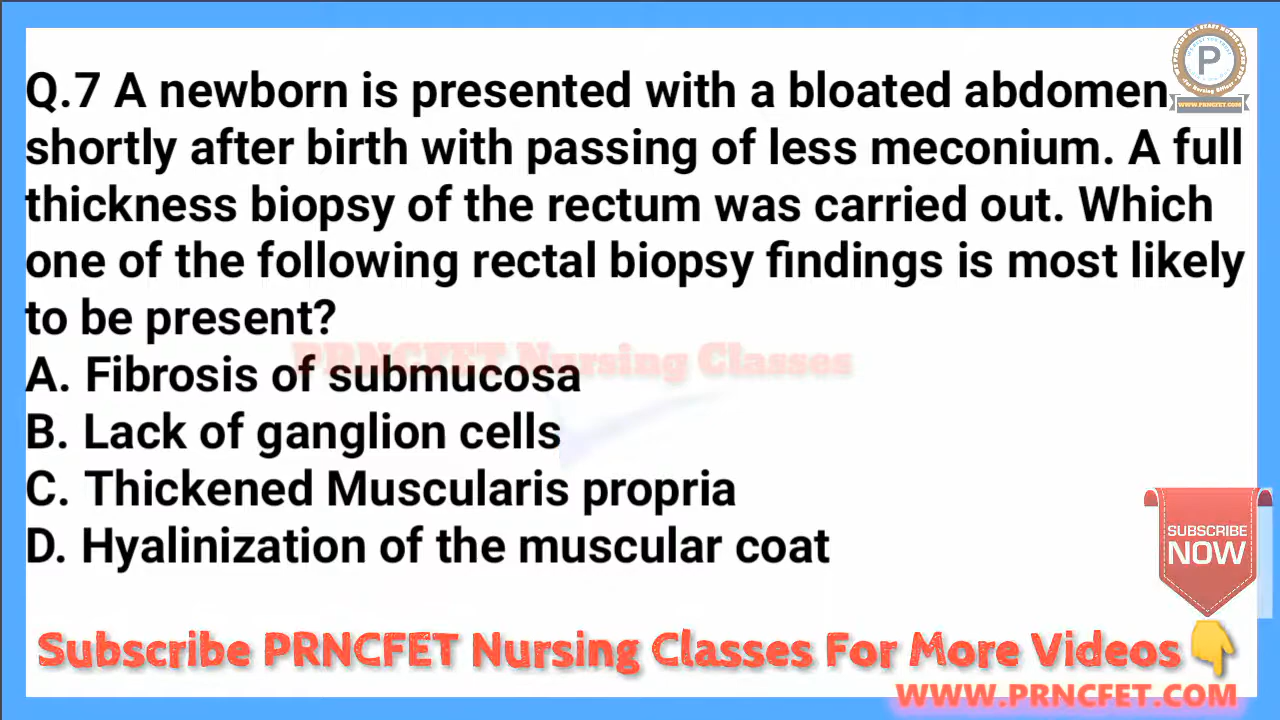 Q.7 A newborn is presented with a bloated abdomen
shortly after birth with passing of less meconium. A full
thickness biopsy of the rectum was carried out. Which
one of the following rectal biopsy findings is most likely
to be present?
PRNCFET Nursing Classes
A. Fibrosis of submucosa
B. Lack of ganglion cells
C. Thickened Muscularis propria
D. Hyalinization of the muscular coat
P
WWW.PRNCFET.COM
SUBSCRIBE
NOW
Subscribe PRNCFET Nursing Classes For More Videos👇
WWW.PRNCFET.COM